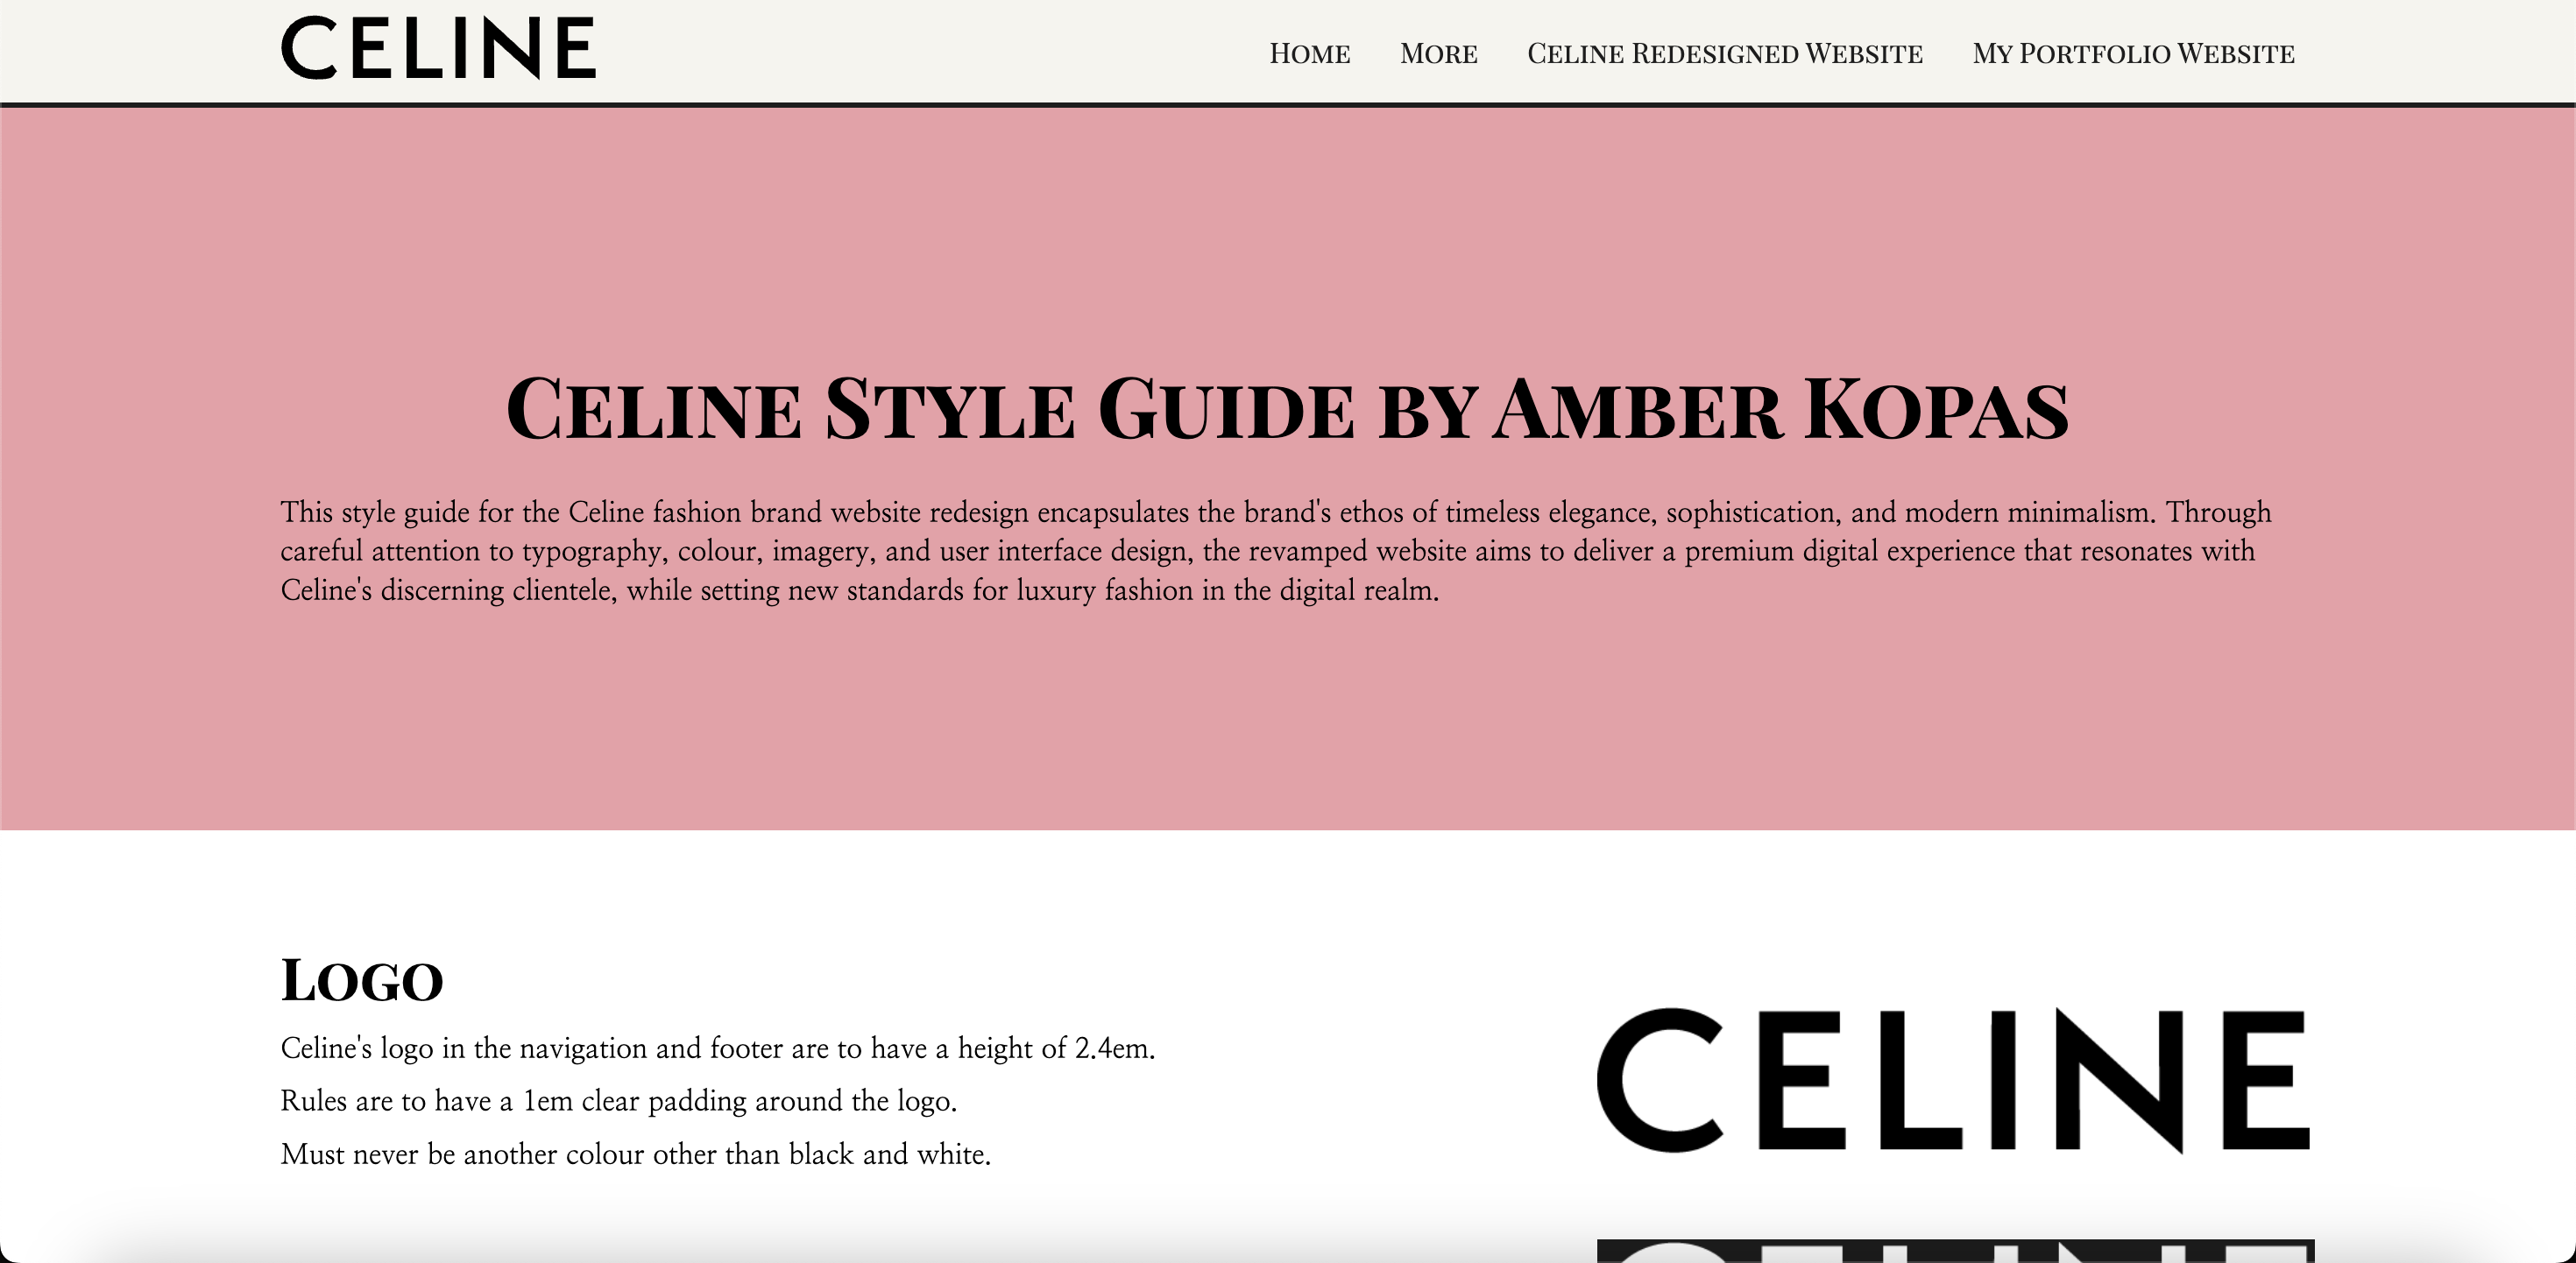 CELINE
Home More Celine Redesigned Website My Portfolio Website
Celine Style Guide by Amber Kopas
This style guide for the Celine fashion brand website redesign encapsulates the brand's ethos of timeless elegance, sophistication, and modern minimalism. Through
careful attention to typography, colour, imagery, and user interface design, the revamped website aims to deliver a premium digital experience that resonates with
Celine's discerning clientele, while setting new standards for luxury fashion in the digital realm.
Logo
Celine's logo in the navigation and footer are to have a height of 2.4em.
Rules are to have a 1em clear padding around the logo.
Must never be another colour other than black and white.
CELINE
CELINE